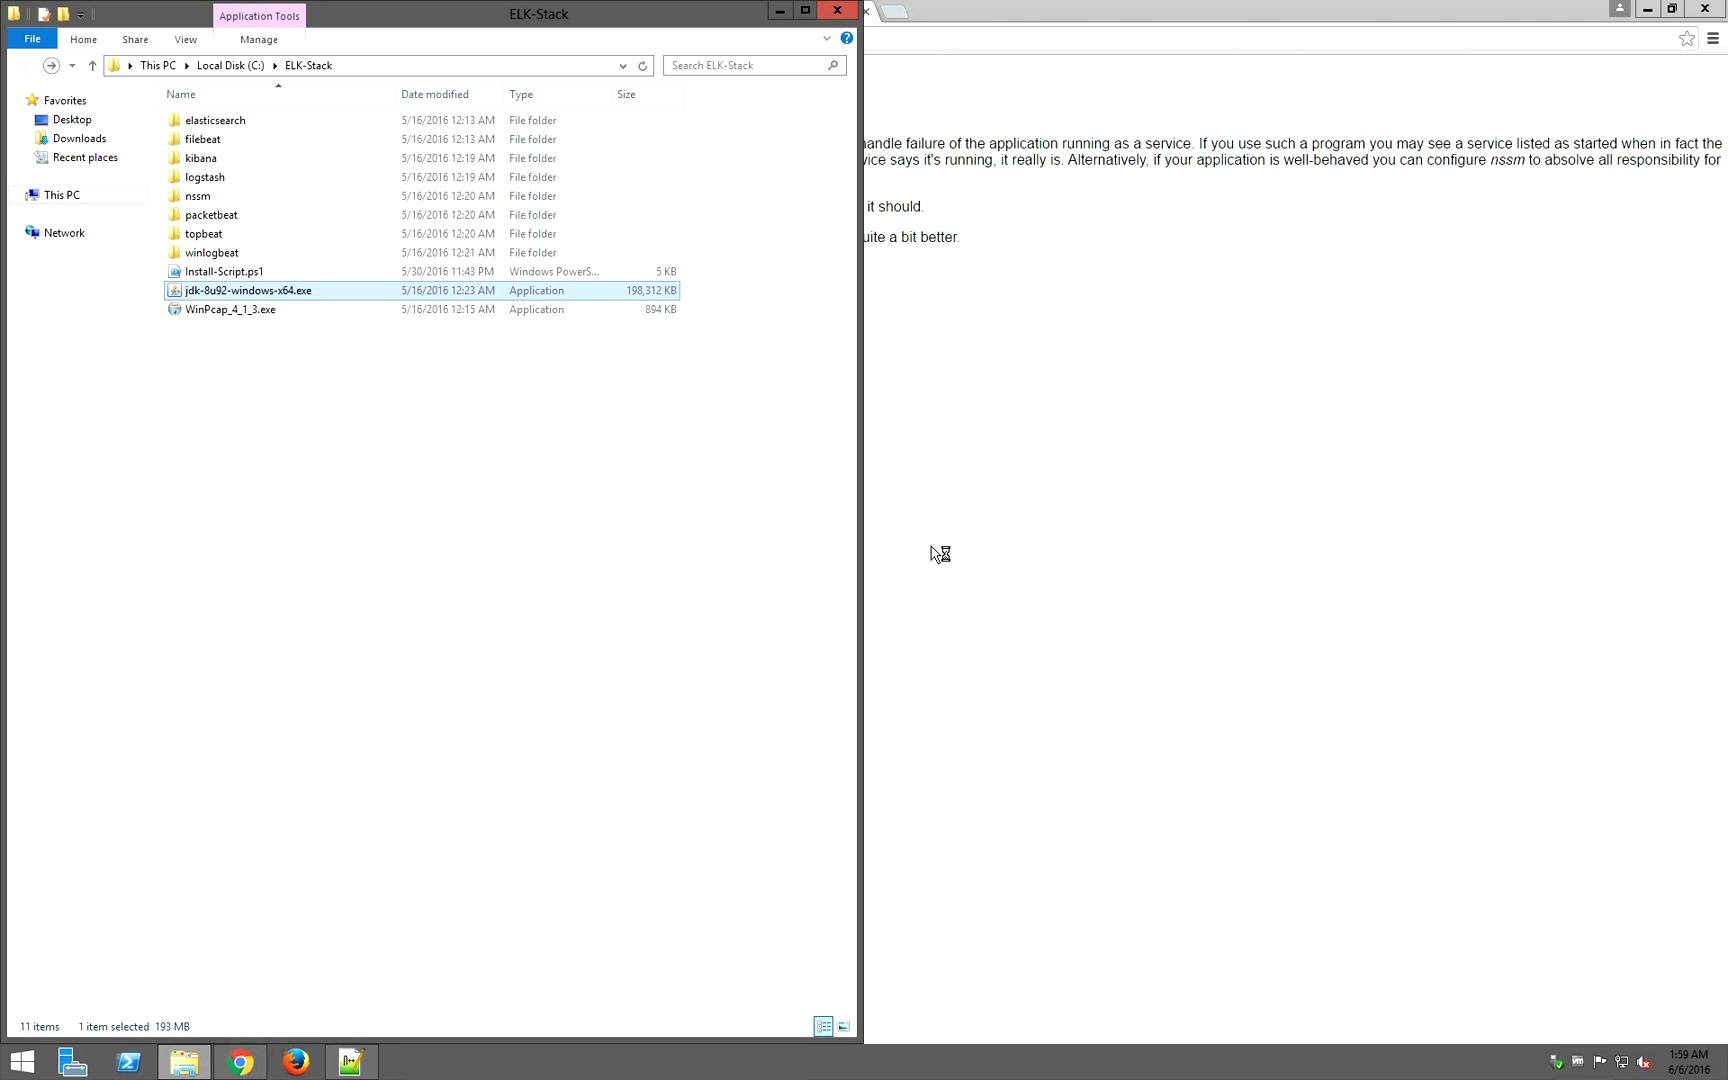 Application Tools
ELK-Stack
File Home Share View Manage
This PC Local Disk (C:) ELK-Stack
Search ELK-Stack
Name Date modified Type Size
Favorites
Desktop
Downloads
Recent places
This PC
Network
elasticsearch 5/16/2016 12:13 AM File folder
filebeat 5/16/2016 12:13 AM File folder
kibana 5/16/2016 12:19 AM File folder
logstash 5/16/2016 12:19 AM File folder
nssm 5/16/2016 12:20 AM File folder
packetbeat 5/16/2016 12:20 AM File folder
topbeat 5/16/2016 12:20 AM File folder
winlogbeat 5/16/2016 12:21 AM File folder
Install-Script.ps1 5/30/2016 11:43 PM Windows PowerS... 5 KB
jdk-8u92-windows-x64.exe 5/16/2016 12:23 AM Application 198,312 KB
WinPcap_4_1_3.exe 5/16/2016 12:15 AM Application 894 KB
11 items 1 item selected 193 MB
handle failure of the application running as a service. If you use such a program you may see a service listed as started when in fact the
vice says it's running, it really is. Alternatively, if your application is well-behaved you can configure nssm to absolve all responsibility for
it should.
uite a bit better.
1:59 AM
6/6/2016